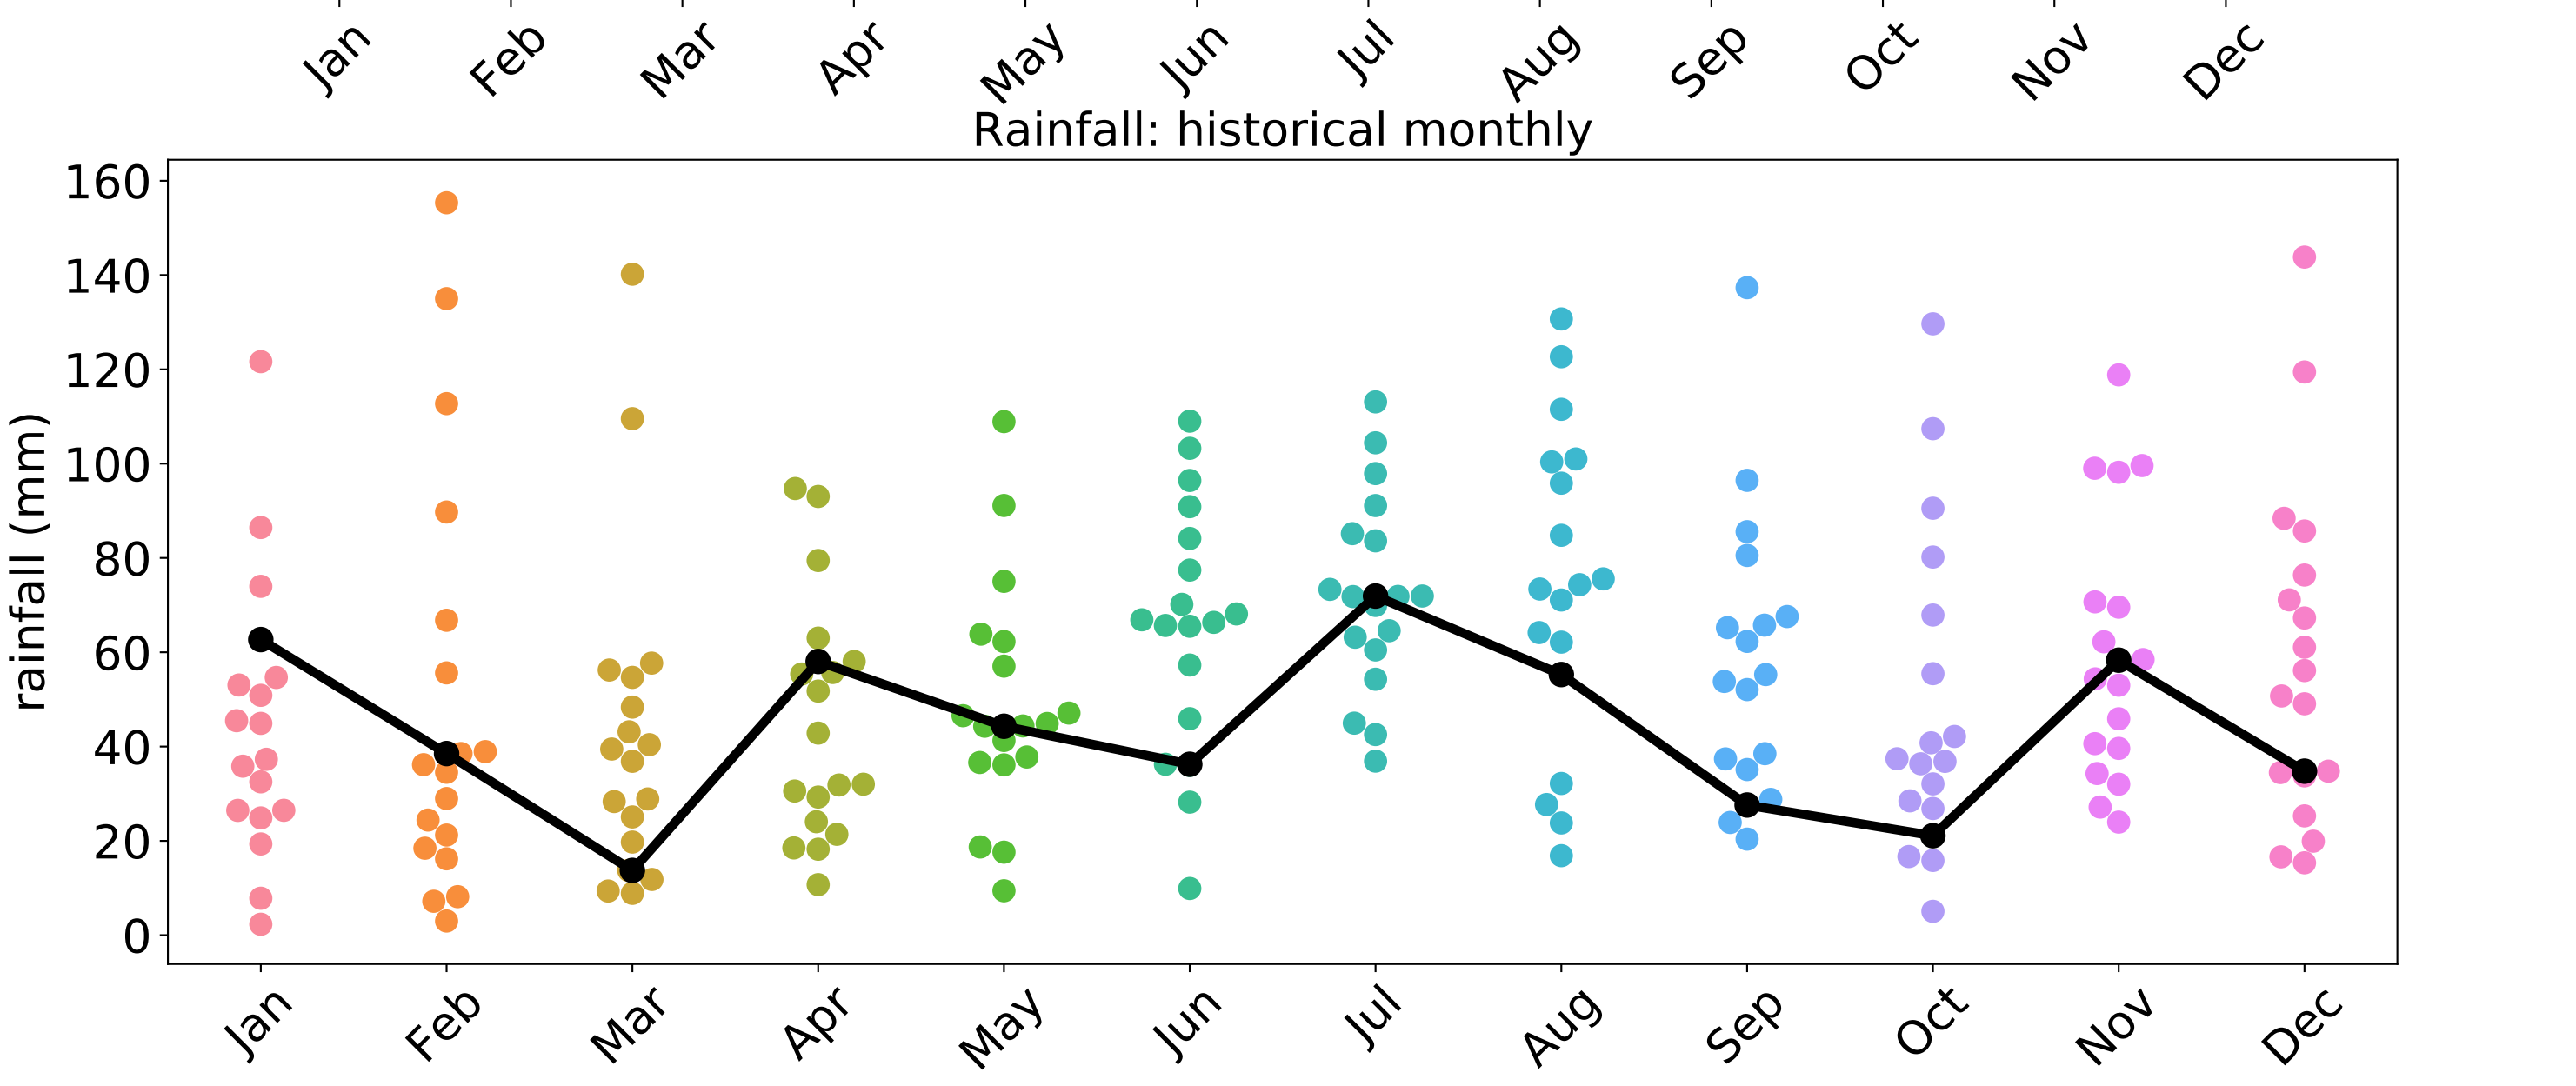 Jan Feb Mar Apr May Jun Jul Aug Sep Oct Nov Dec
Rainfall: historical monthly
rainfall (mm)
160
140
120
100
80
60
40
20
0
Jan Feb Mar Apr May Jun Jul Aug Sep Oct Nov Dec